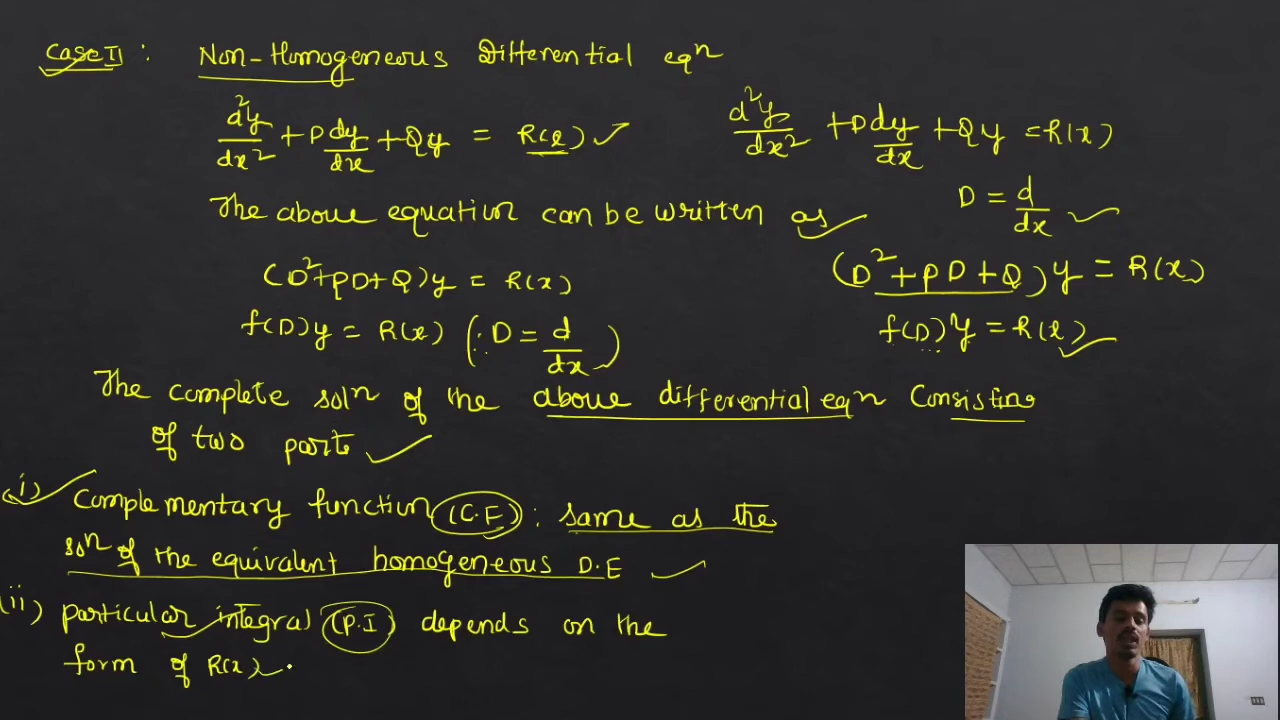 Case II : Non-Homogeneous Differential eqn
d²y/dx² + P dy/dx + Qy = R(x)
The above equation can be written as
(D²+PD+Q)y = R(x)
f(D)y = R(x) (∵ D = d/dx)
d²y/dx² + P dy/dx + Qy = R(x)
D = d/dx
(D²+PD+Q)y = R(x)
f(D)y = R(x)
The complete soln of the above differential eqn Consisting
of two parts
(i) Complementary function (C.F) : same as the
soln of the equivalent homogeneous D.E
(ii) particular integral (P.I) depends on the
form of R(x).